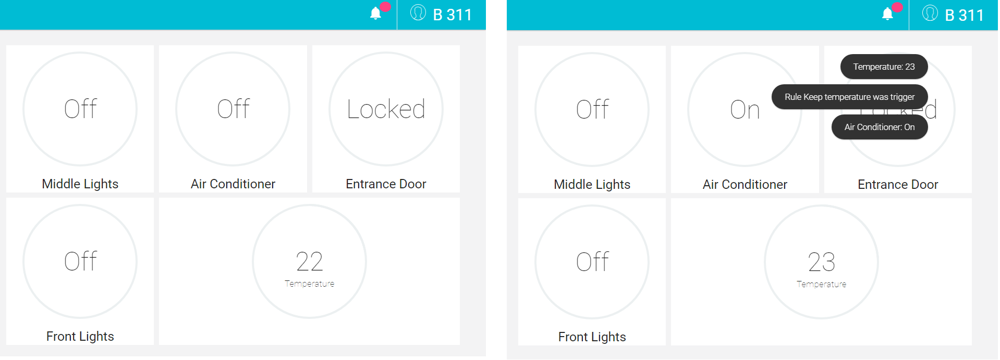 B 311
Off
Off
Locked
Middle Lights
Air Conditioner
Entrance Door
Off
22
Temperature
Front Lights
B 311
Off
On
Locked
Temperature: 23
Rule Keep temperature was trigger
Air Conditioner: On
Middle Lights
Air Conditioner
Entrance Door
Off
23
Temperature
Front Lights